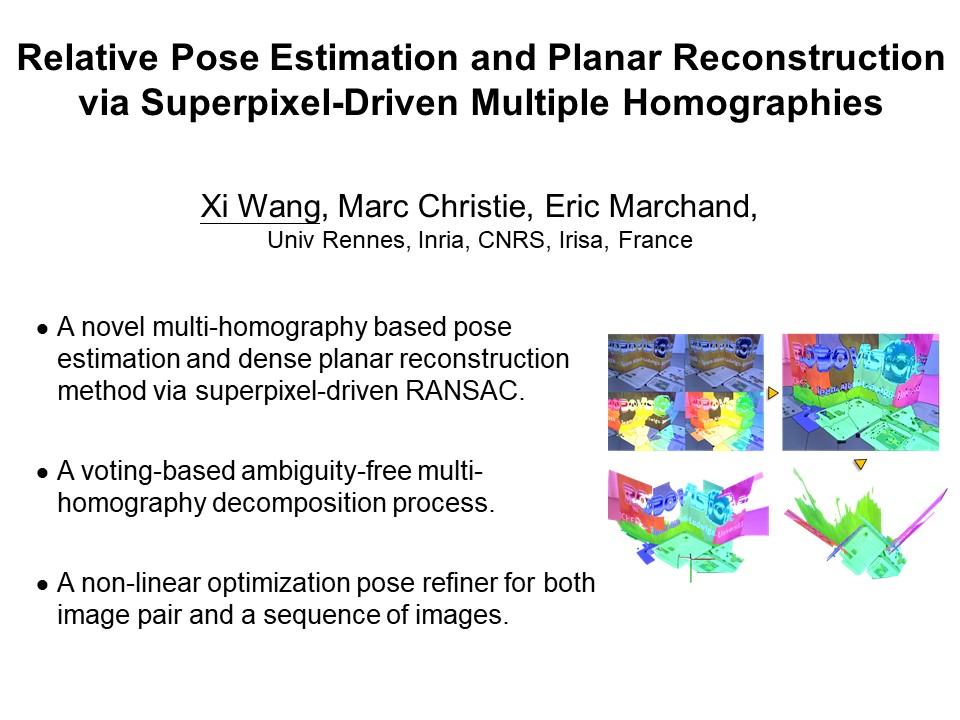 Relative Pose Estimation and Planar Reconstruction
via Superpixel-Driven Multiple Homographies
Xi Wang, Marc Christie, Eric Marchand,
Univ Rennes, Inria, CNRS, Irisa, France
• A novel multi-homography based pose
estimation and dense planar reconstruction
method via superpixel-driven RANSAC.
• A voting-based ambiguity-free multi-
homography decomposition process.
• A non-linear optimization pose refiner for both
image pair and a sequence of images.